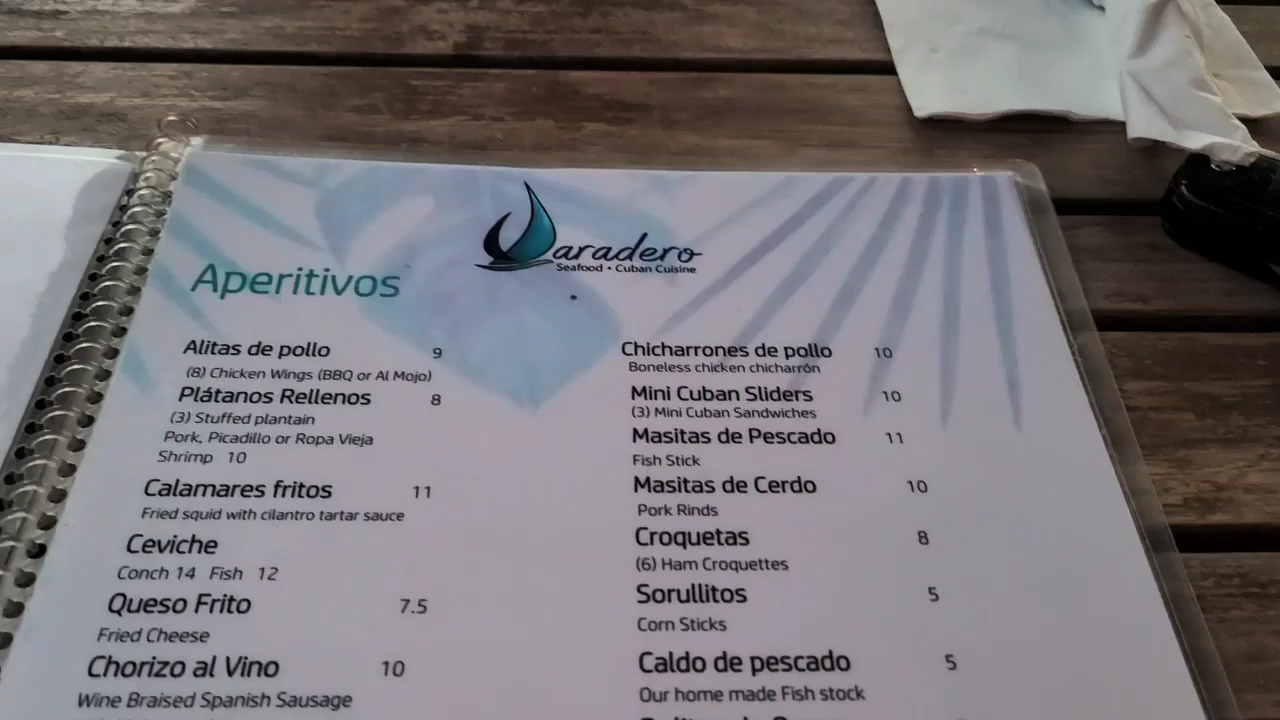 Varadero
Seafood • Cuban Cuisine
Aperitivos
Alitas de pollo 9
(8) Chicken Wings (BBQ or Al Mojo)
Plátanos Rellenos 8
(3) Stuffed plantain
Pork, Picadillo or Ropa Vieja
Shrimp 10
Calamares fritos 11
Fried squid with cilantro tartar sauce
Ceviche
Conch 14 Fish 12
Queso Frito 7.5
Fried Cheese
Chorizo al Vino 10
Wine Braised Spanish Sausage
Chicharrones de pollo 10
Boneless chicken chicharrón
Mini Cuban Sliders 10
(3) Mini Cuban Sandwiches
Masitas de Pescado 11
Fish Stick
Masitas de Cerdo 10
Pork Rinds
Croquetas 8
(6) Ham Croquettes
Sorullitos 5
Corn Sticks
Caldo de pescado 5
Our home made Fish stock